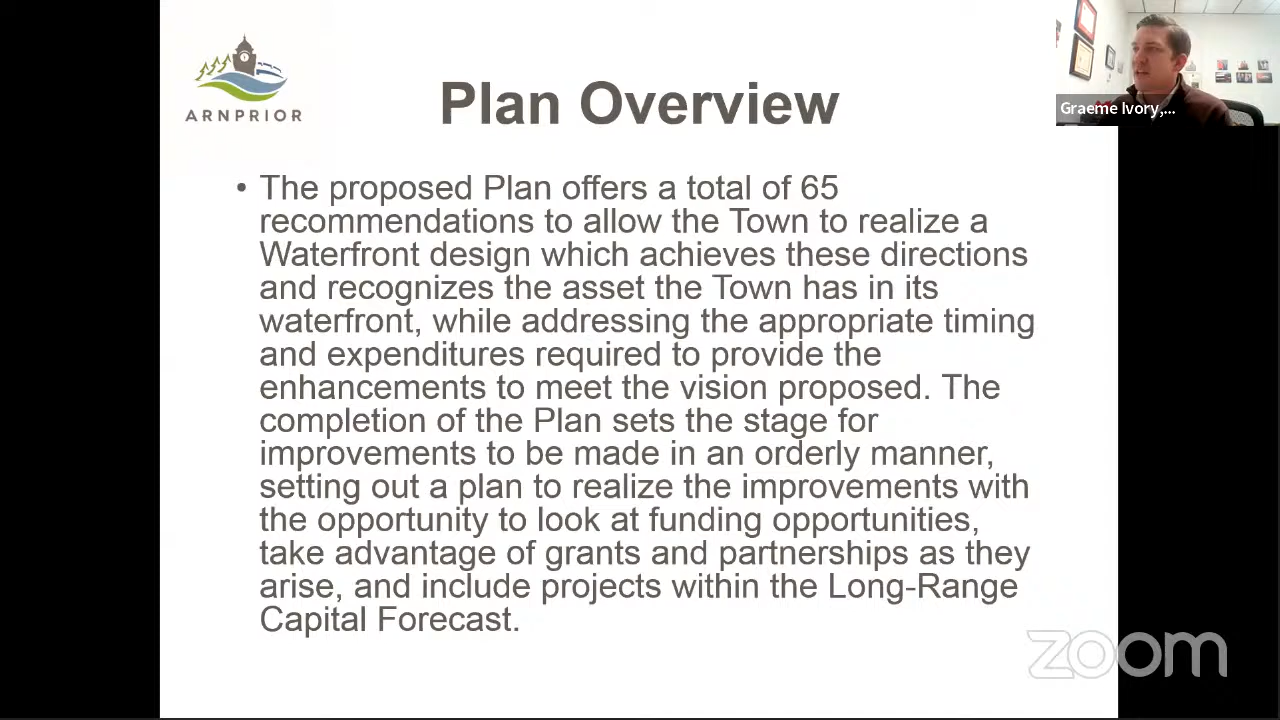 ARNPRIOR
Plan Overview
Graeme Ivory,...
• The proposed Plan offers a total of 65
recommendations to allow the Town to realize a
Waterfront design which achieves these directions
and recognizes the asset the Town has in its
waterfront, while addressing the appropriate timing
and expenditures required to provide the
enhancements to meet the vision proposed. The
completion of the Plan sets the stage for
improvements to be made in an orderly manner,
setting out a plan to realize the improvements with
the opportunity to look at funding opportunities,
take advantage of grants and partnerships as they
arise, and include projects within the Long-Range
Capital Forecast.
zoom